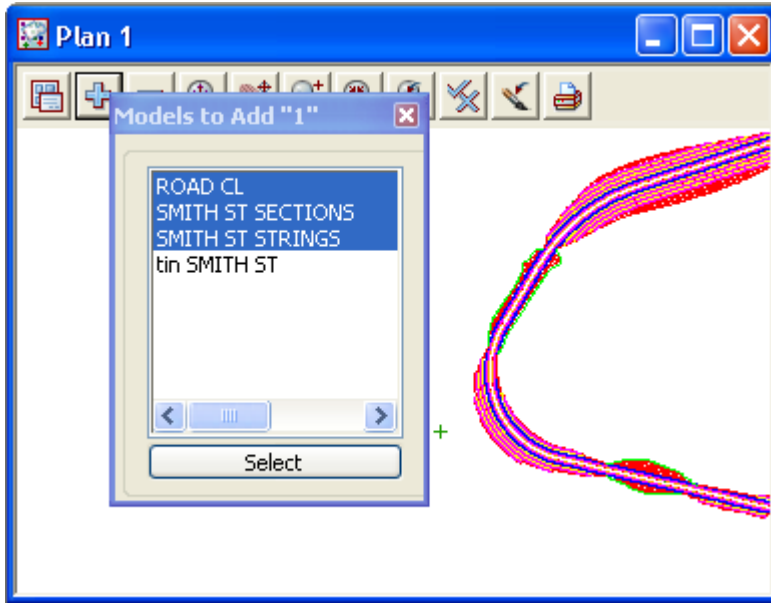 Plan 1
Models to Add "1"
ROAD CL
SMITH ST SECTIONS
SMITH ST STRINGS
tin SMITH ST
Select